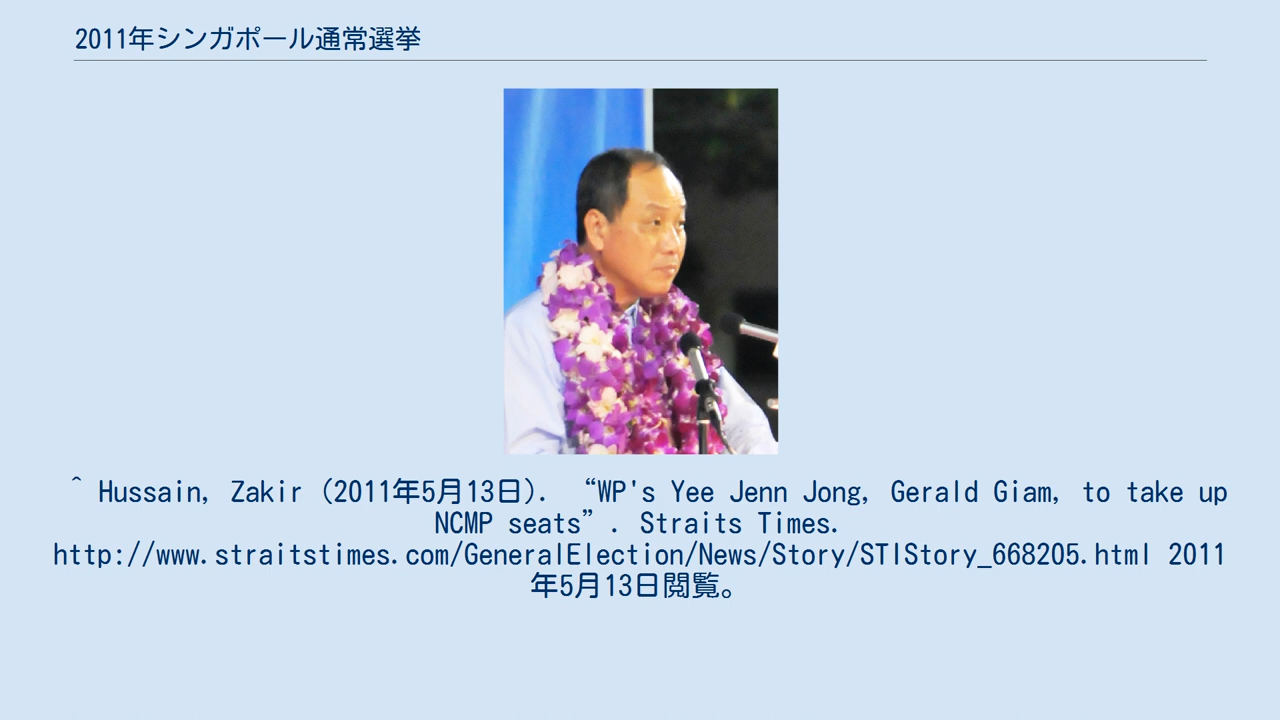 2011年シンガポール通常選挙
^ Hussain, Zakir (2011年5月13日). “WP's Yee Jenn Jong, Gerald Giam, to take up
NCMP seats”. Straits Times.
http://www.straitstimes.com/GeneralElection/News/Story/STIStory_668205.html 2011
年5月13日閲覧。